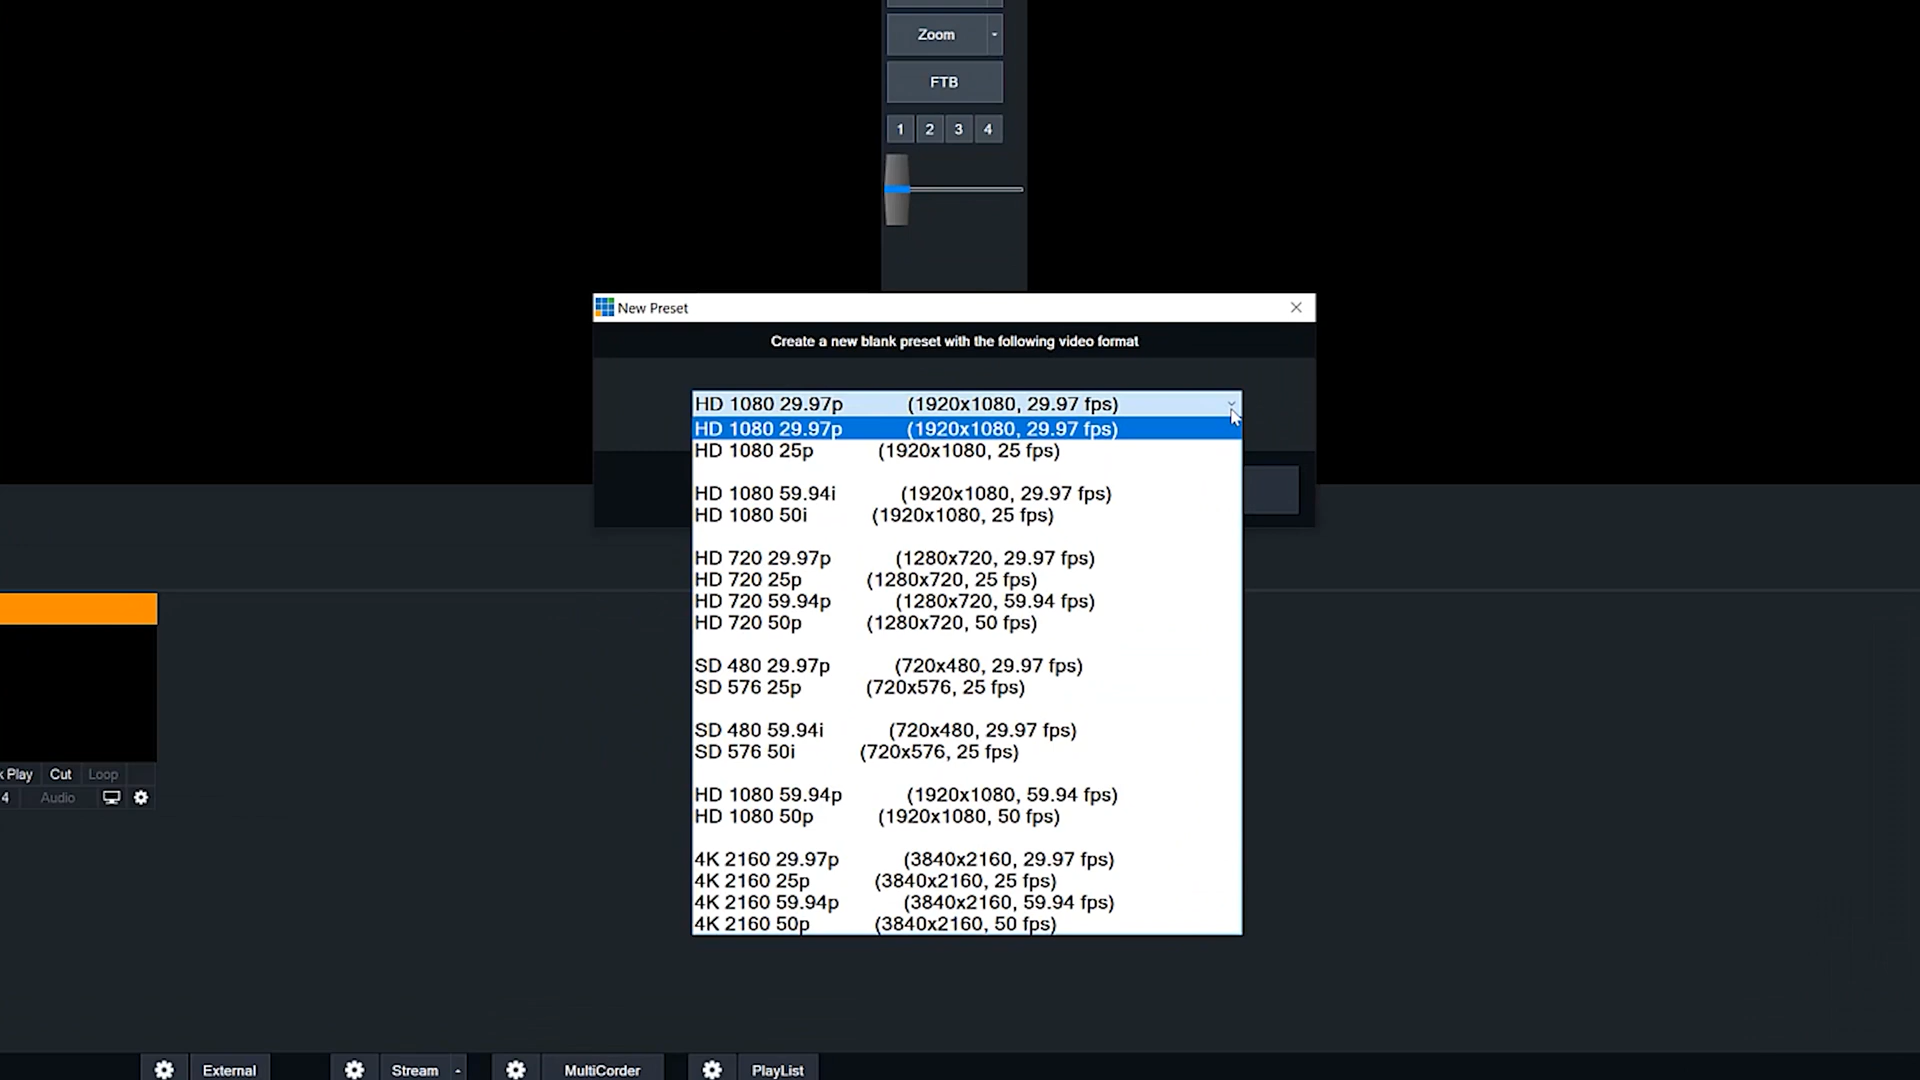 Zoom
FTB
1 2 3 4
New Preset
Create a new blank preset with the following video format
HD 1080 29.97p (1920x1080, 29.97 fps)
HD 1080 29.97p (1920x1080, 29.97 fps)
HD 1080 25p (1920x1080, 25 fps)
HD 1080 59.94i (1920x1080, 29.97 fps)
HD 1080 50i (1920x1080, 25 fps)
HD 720 29.97p (1280x720, 29.97 fps)
HD 720 25p (1280x720, 25 fps)
HD 720 59.94p (1280x720, 59.94 fps)
HD 720 50p (1280x720, 50 fps)
SD 480 29.97p (720x480, 29.97 fps)
SD 576 25p (720x576, 25 fps)
SD 480 59.94i (720x480, 29.97 fps)
SD 576 50i (720x576, 25 fps)
HD 1080 59.94p (1920x1080, 59.94 fps)
HD 1080 50p (1920x1080, 50 fps)
4K 2160 29.97p (3840x2160, 29.97 fps)
4K 2160 25p (3840x2160, 25 fps)
4K 2160 59.94p (3840x2160, 59.94 fps)
4K 2160 50p (3840x2160, 50 fps)
k Play Cut Loop
4 Audio
External Stream MultiCorder PlayList